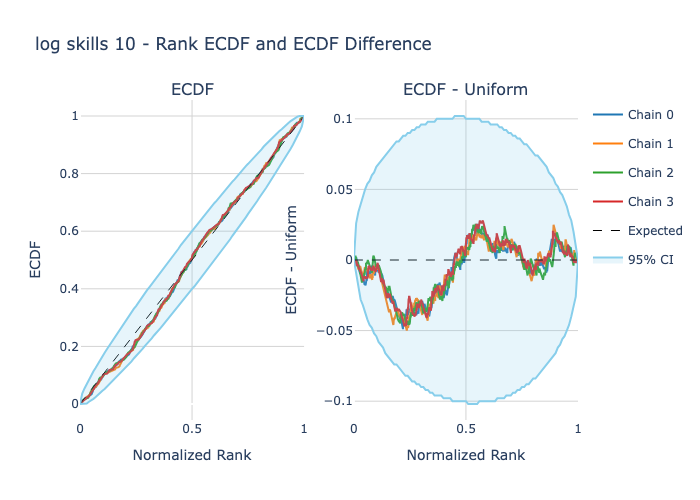 log skills 10 - Rank ECDF and ECDF Difference
ECDF
ECDF - Uniform
1
0.8
0.6
0.4
0.2
0
ECDF
0
0.5
1
Normalized Rank
0.1
0.05
0
−0.05
−0.1
ECDF - Uniform
0
0.5
1
Normalized Rank
Chain 0
Chain 1
Chain 2
Chain 3
Expected
95% CI